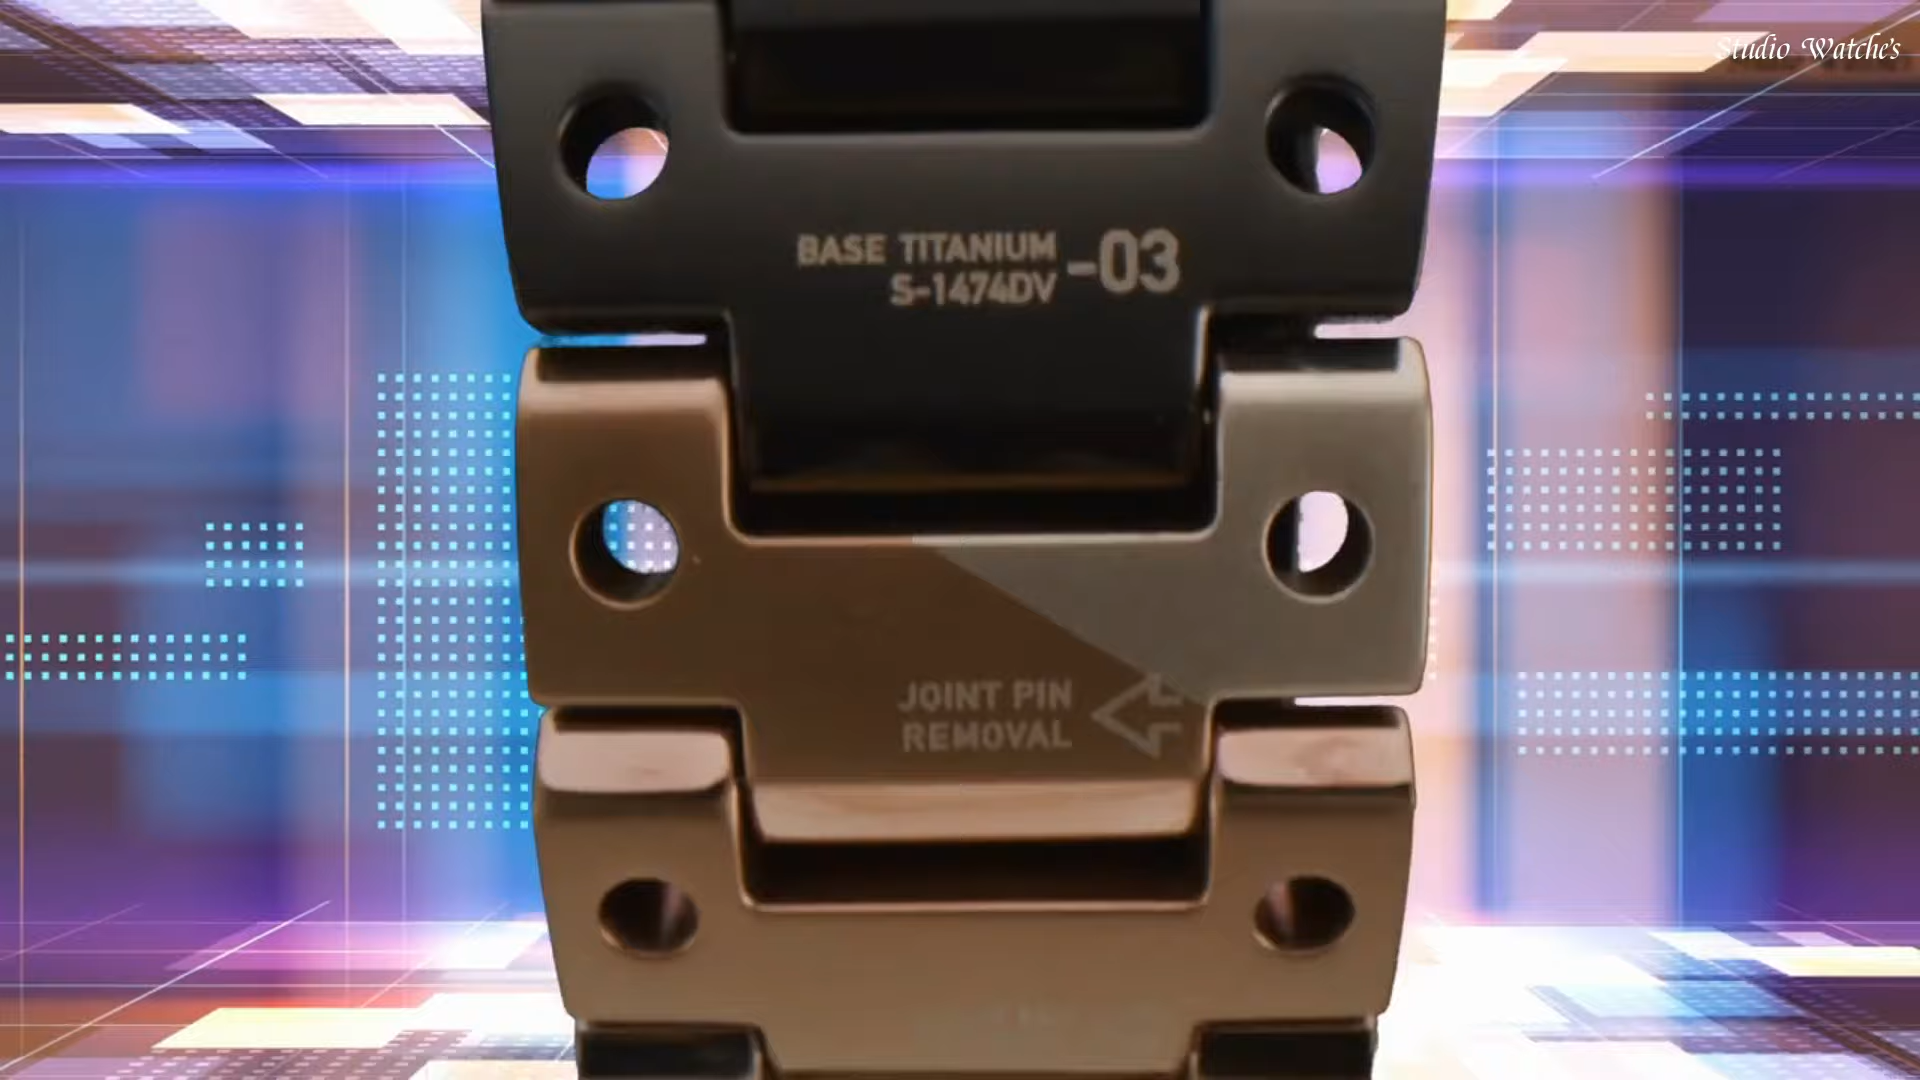 Studio Watche's
BASE TITANIUM
S-1474DV
-03
JOINT PIN
REMOVAL